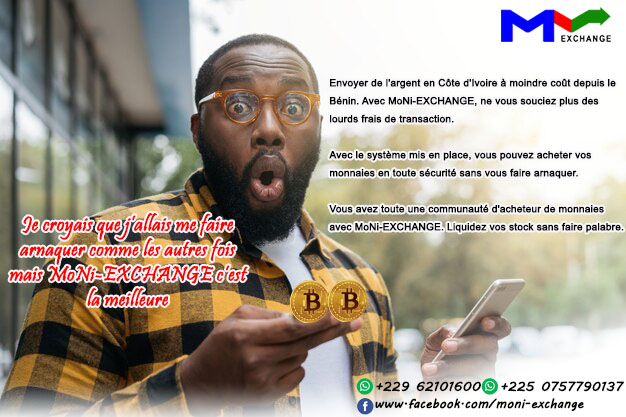 MV
EXCHANGE
Envoyer de l'argent en Côte d'Ivoire à moindre coût depuis le
Bénin. Avec MoNi-EXCHANGE, ne vous souciez plus des
lourds frais de transaction.
Avec le système mis en place, vous pouvez acheter vos
monnaies en toute sécurité sans vous faire arnaquer.
Vous avez toute une communauté d'acheteur de monnaies
avec MoNi-EXCHANGE. Liquidez vos stock sans faire palabre.
Je croyais que j'allais me faire
arnaquer comme les autres fois
mais MoNi-EXCHANGE c'est
la meilleure
+229 62101600 +225 0757790137
www.facebook.com/moni-exchange